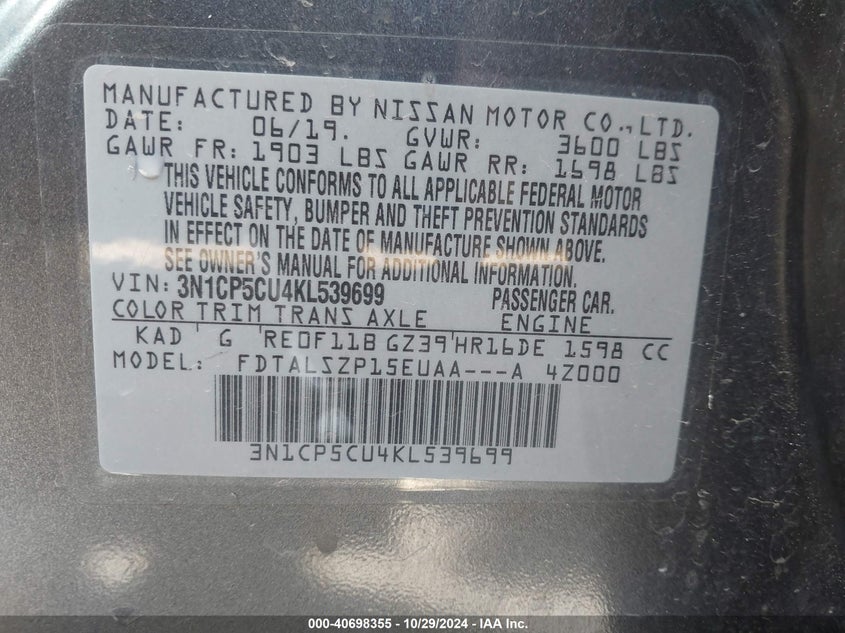 MANUFACTURED BY NISSAN MOTOR CO., LTD.
DATE: 06/19. GVWR: 3600 LBS
GAWR FR: 1903 LBS GAWR RR: 1698 LBS
THIS VEHICLE CONFORMS TO ALL APPLICABLE FEDERAL MOTOR
VEHICLE SAFETY, BUMPER AND THEFT PREVENTION STANDARDS
IN EFFECT ON THE DATE OF MANUFACTURE SHOWN ABOVE.
SEE OWNER'S MANUAL FOR ADDITIONAL INFORMATION.
VIN: 3N1CP5CU4KL539699 PASSENGER CAR.
COLOR TRIM TRANS AXLE ENGINE
KAD G RE0F11B GZ39 HR16DE 1598 CC
MODEL: FDTALSZP15EUAA---A 4Z000
3N1CP5CU4KL539699
000-40698355 - 10/29/2024 - IAA Inc.